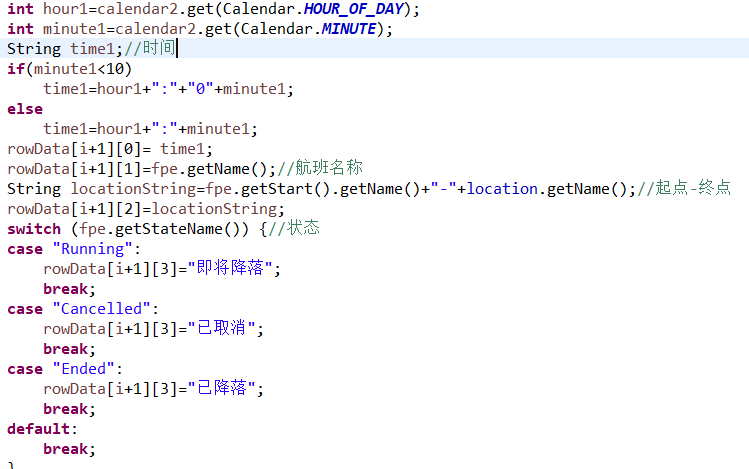 int hour1=calendar2.get(Calendar.HOUR_OF_DAY);
int minute1=calendar2.get(Calendar.MINUTE);
String time1;//时间
if(minute1<10)
    time1=hour1+":"+"0"+minute1;
else
    time1=hour1+":"+minute1;
rowData[i+1][0]= time1;
rowData[i+1][1]=fpe.getName();//航班名称
String locationString=fpe.getStart().getName()+"-"+location.getName();//起点-终点
rowData[i+1][2]=locationString;
switch (fpe.getStateName()) {//状态
case "Running":
    rowData[i+1][3]="即将降落";
    break;
case "Cancelled":
    rowData[i+1][3]="已取消";
    break;
case "Ended":
    rowData[i+1][3]="已降落";
    break;
default:
    break;
}